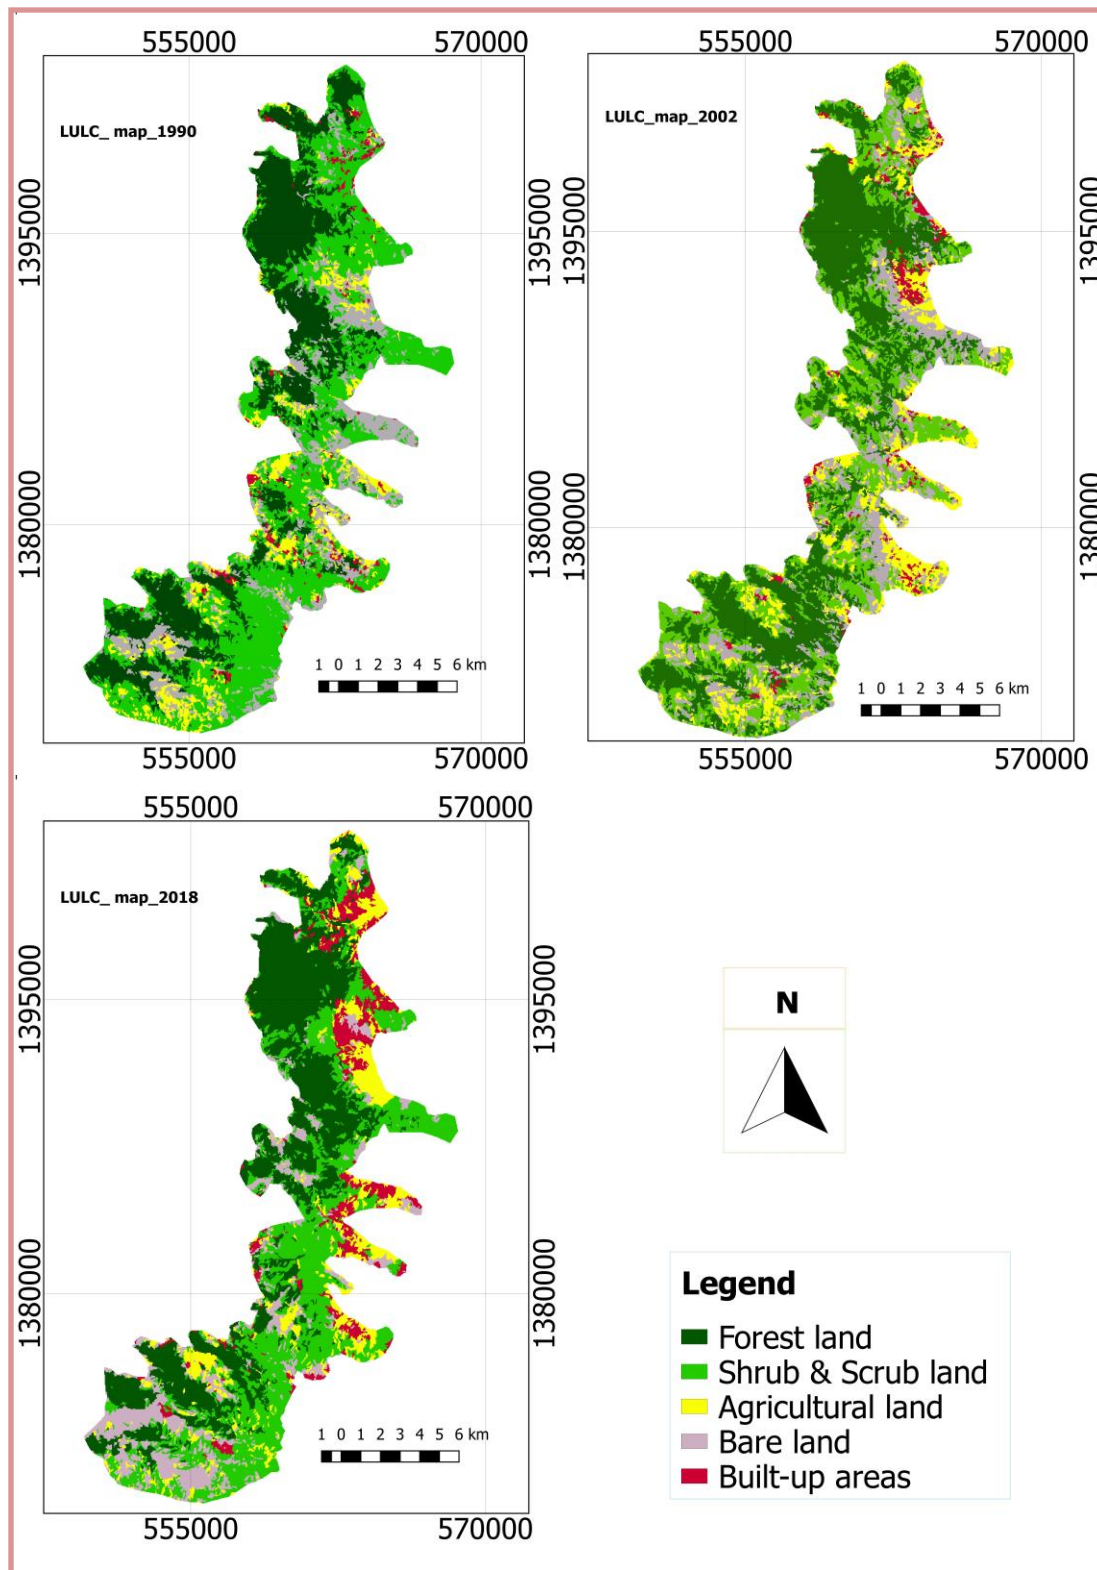 555000 570000
LULC_ map_1990
1395000 1395000
1380000 1380000
1 0 1 2 3 4 5 6 km
555000 570000
555000 570000
LULC_map_2002
1395000 1395000
1380000 1380000
1 0 1 2 3 4 5 6 km
555000 570000
555000 570000
LULC_ map_2018
1395000 1395000
1380000 1380000
1 0 1 2 3 4 5 6 km
555000 570000
N
Legend
Forest land
Shrub & Scrub land
Agricultural land
Bare land
Built-up areas